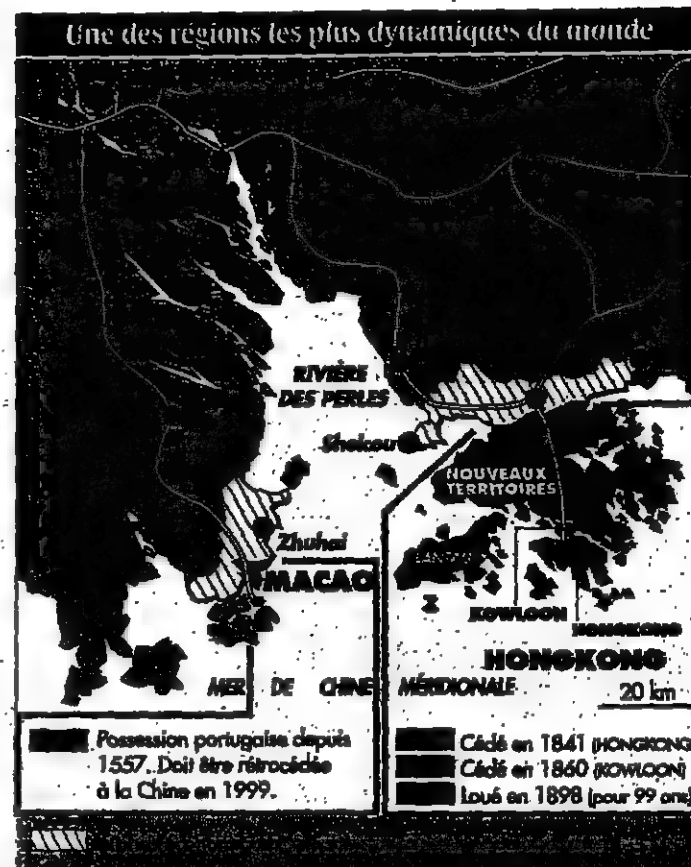 Une des régions les plus dynamiques du monde
RIVIÈRE
DES PERLES
Shekou
NOUVEAUX
TERRITOIRES
Zhuhai
MACAO
KOWLOON
HONGKONG
HONGKONG
MER DE CHINE MÉRIDIONALE
20 km
Possession portugaise depuis
1557. Doit être rétrocédée
à la Chine en 1999.
Cédé en 1841 (HONGKONG
Cédé en 1860 (KOWLOON)
Loué en 1898 (pour 99 ans)